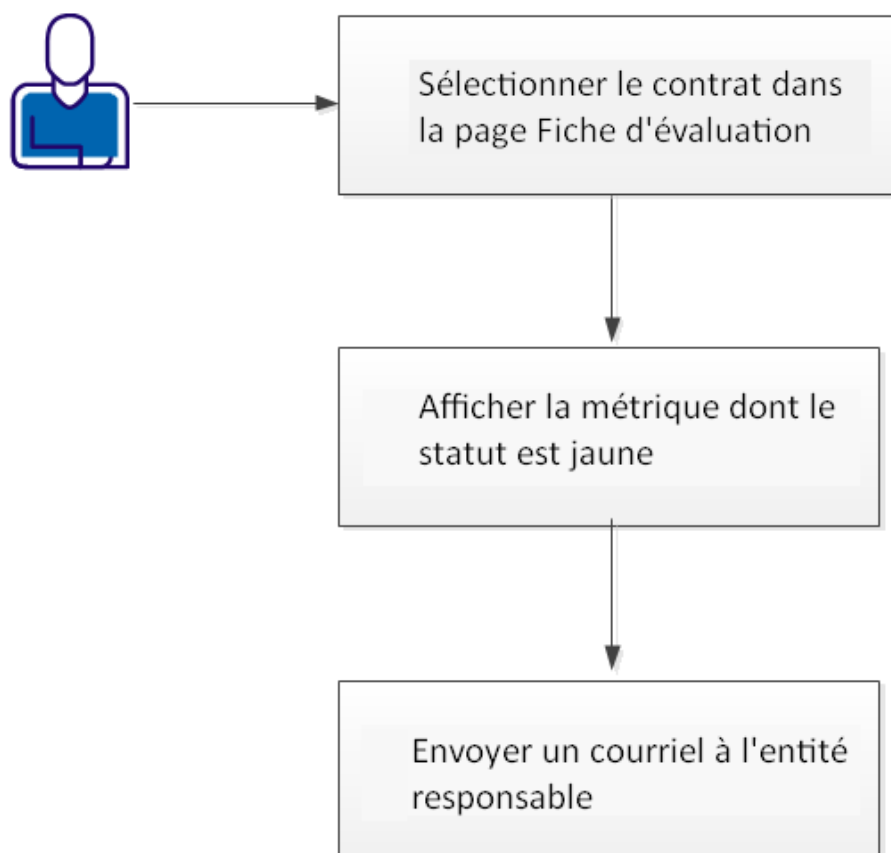 Sélectionner le contrat dans
la page Fiche d'évaluation
Afficher la métrique dont le
statut est jaune
Envoyer un courriel à l'entité
responsable